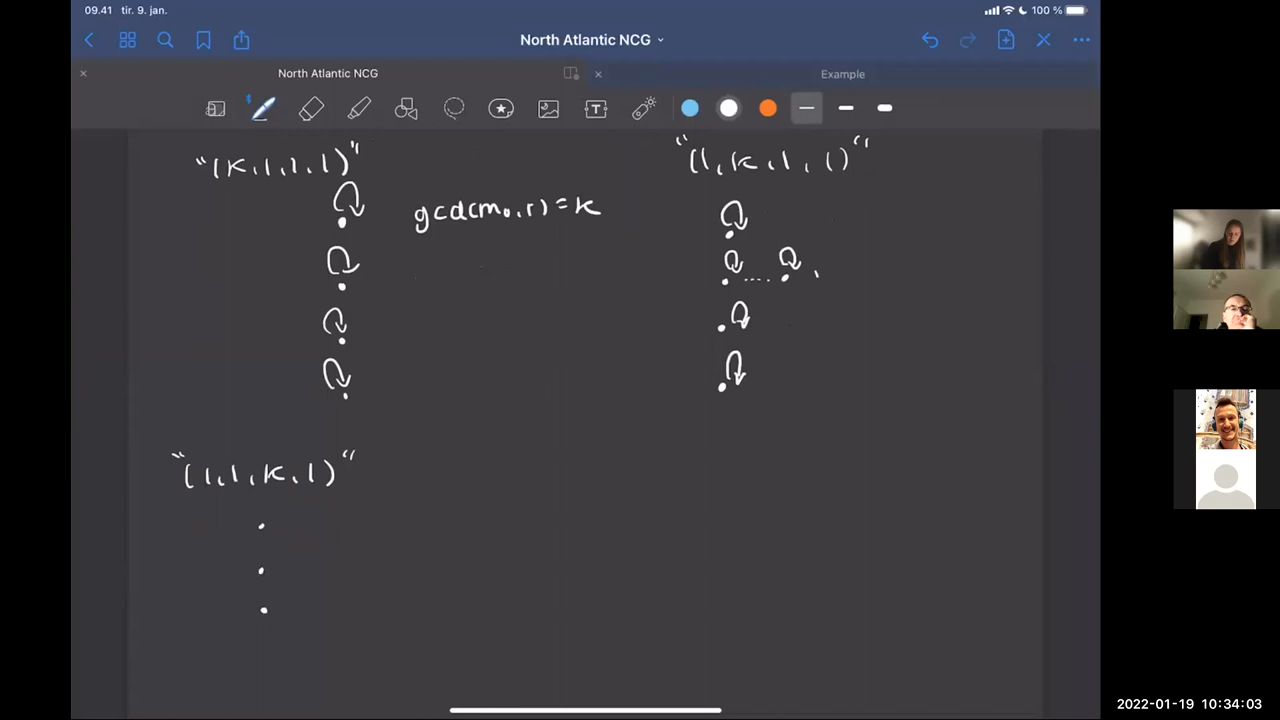 09.41 tir. 9. jan.
100 %
North Atlantic NCG
North Atlantic NCG
Example
"(k,1,1,1)"
gcd(m₀,r)=k
"(1,k,1,1)"
"(1,1,k,1)"
2022-01-19 10:34:03